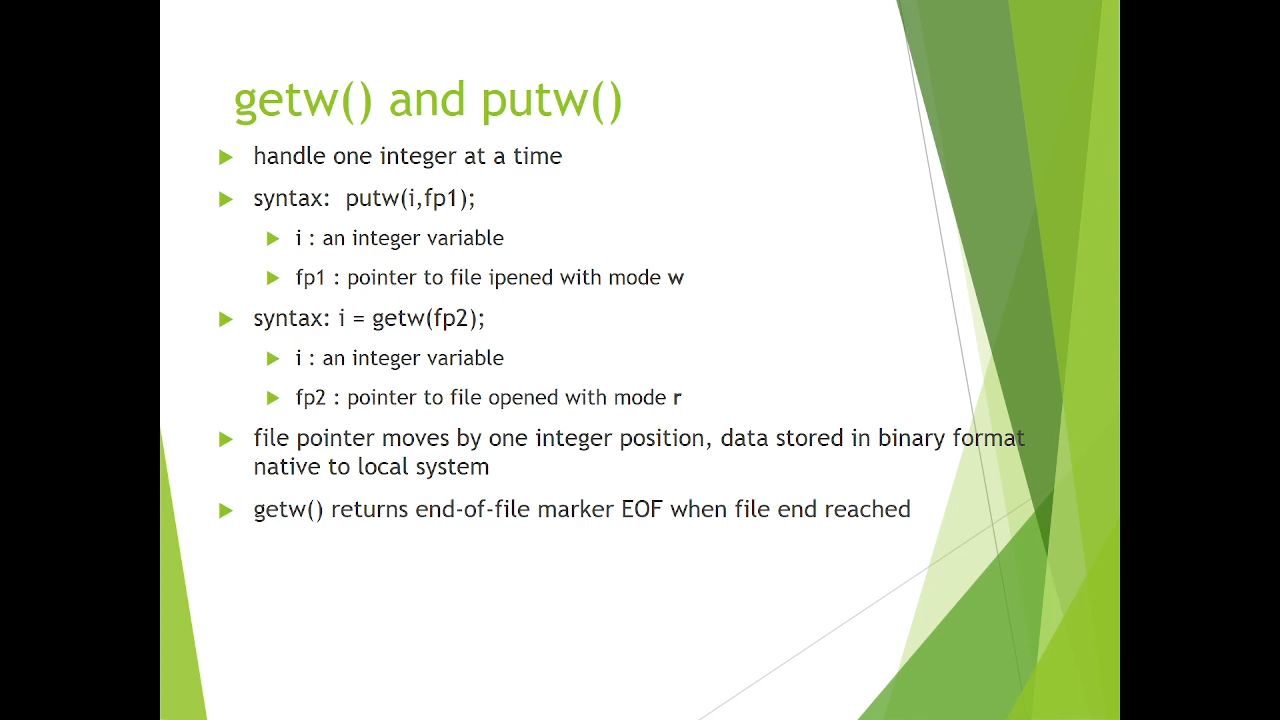 getw() and putw()
handle one integer at a time
syntax: putw(i,fp1);
i : an integer variable
fp1 : pointer to file ipened with mode w
syntax: i = getw(fp2);
i : an integer variable
fp2 : pointer to file opened with mode r
file pointer moves by one integer position, data stored in binary format
native to local system
getw() returns end-of-file marker EOF when file end reached